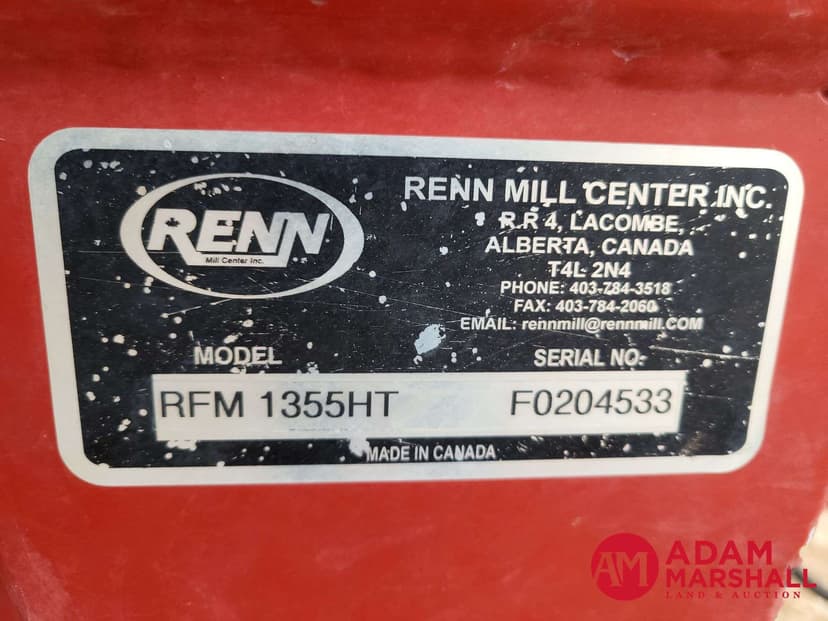 RENN
Mill Center Inc.
RENN MILL CENTER INC.
R.R 4, LACOMBE,
ALBERTA, CANADA
T4L 2N4
PHONE: 403-784-3518
FAX: 403-784-2060
EMAIL: rennmill@rennmill.COM
MODEL SERIAL NO.
RFM 1355HT F0204533
MADE IN CANADA
AM ADAM
MARSHALL
LAND & AUCTION